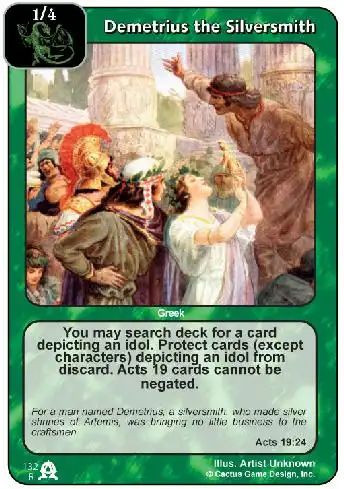 1/4
Demetrius the Silversmith
Greek
You may search deck for a card
depicting an idol. Protect cards (except
characters) depicting an idol from
discard. Acts 19 cards cannot be
negated.
For a man named Demetrius, a silversmith, who made silver
shrines of Artemis, was bringing no little business to the
craftsmen
Acts 19:24
132
R
Illus. Artist Unknown
© Cactus Game Design, Inc.